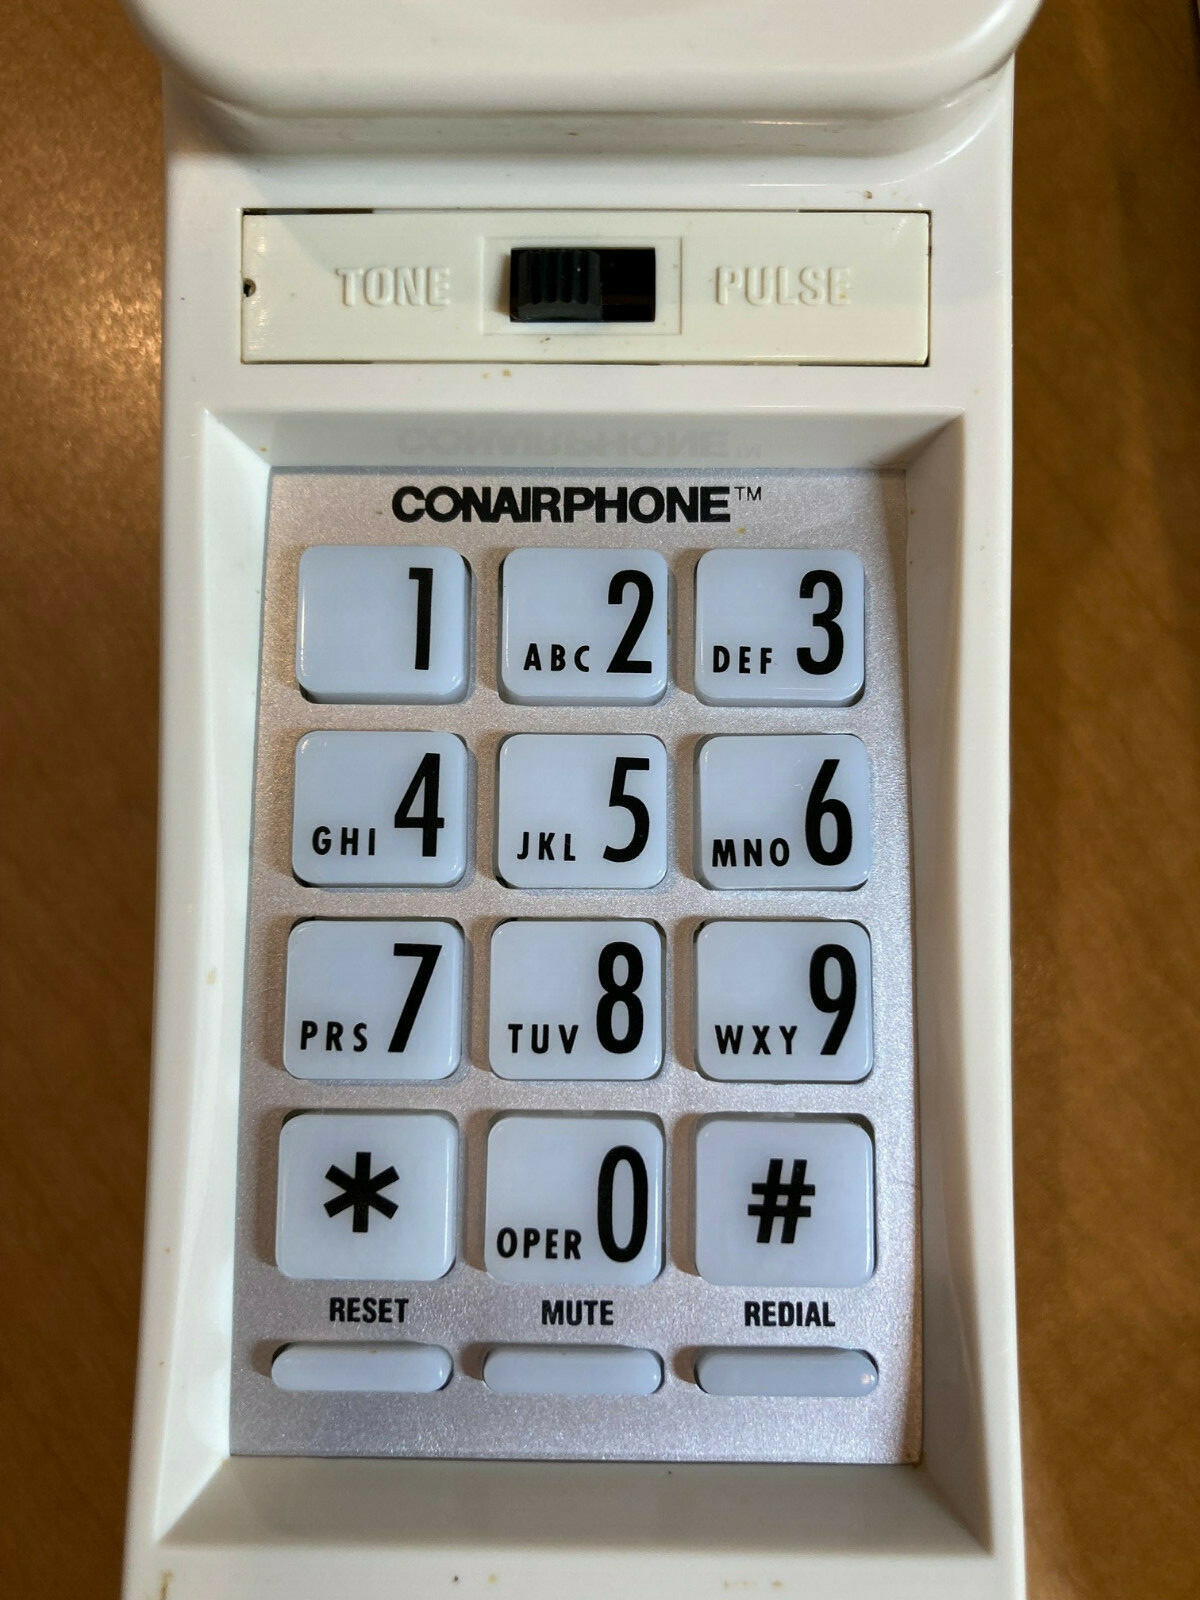 TONE PULSE
CONAIRPHONE™
1 ABC 2 DEF 3
GHI 4 JKL 5 MNO 6
PRS 7 TUV 8 WXY 9
* OPER 0 #
RESET MUTE REDIAL